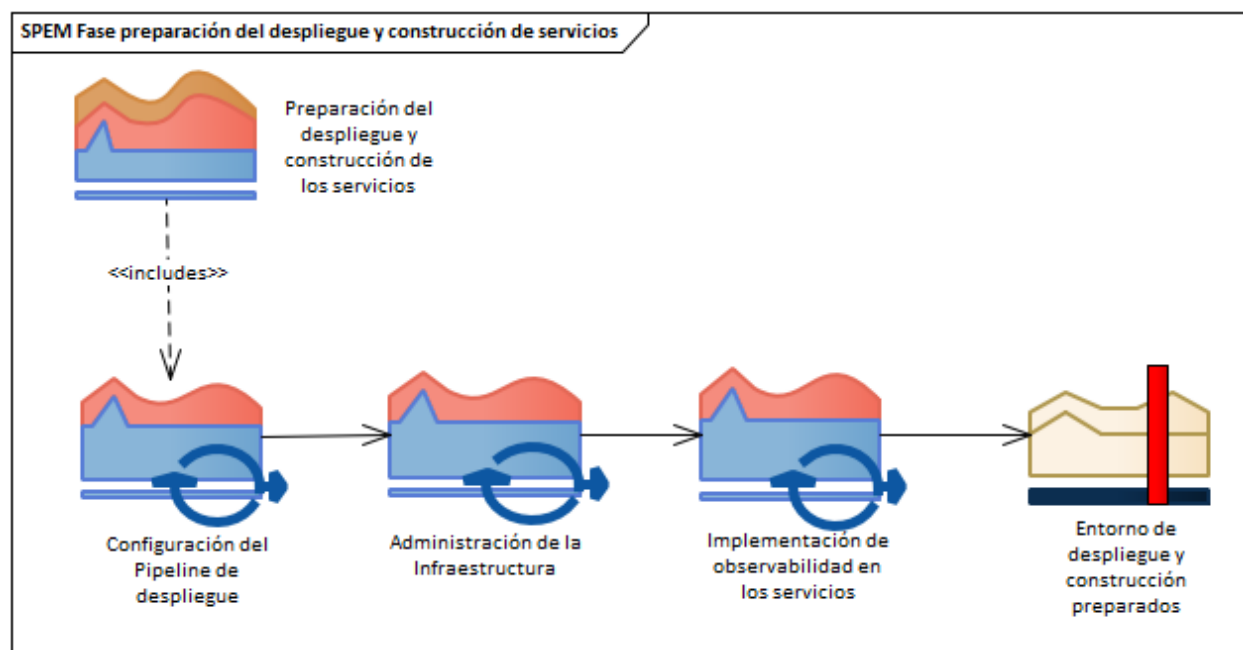 SPEM Fase preparación del despliegue y construcción de servicios
Preparación del
despliegue y
construcción de
los servicios
<<includes>>
Configuración del
Pipeline de
despliegue
Administración de la
Infraestructura
Implementación de
observabilidad en
los servicios
Entorno de
despliegue y
construcción
preparados